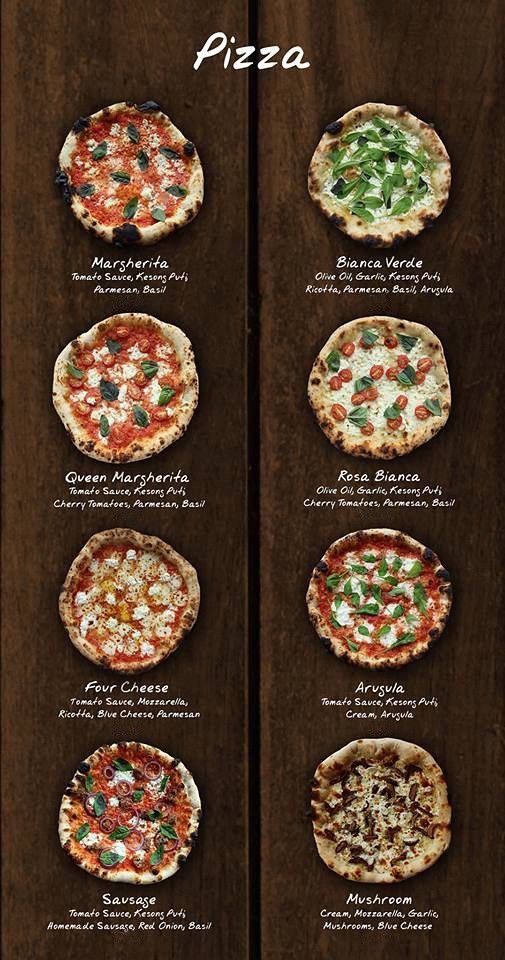 Pizza
Margherita
Tomato Sauce, Kesong Puti,
Parmesan, Basil
Bianca Verde
Olive Oil, Garlic, Kesong Puti,
Ricotta, Parmesan, Basil, Arugula
Queen Margherita
Tomato Sauce, Kesong Puti,
Cherry Tomatoes, Parmesan, Basil
Rosa Bianca
Olive Oil, Garlic, Kesong Puti,
Cherry Tomatoes, Parmesan, Basil
Four Cheese
Tomato Sauce, Mozzarella,
Ricotta, Blue Cheese, Parmesan
Arugula
Tomato Sauce, Kesong Puti,
Cream, Arugula
Sausage
Tomato Sauce, Kesong Puti,
Homemade Sausage, Red Onion, Basil
Mushroom
Cream, Mozzarella, Garlic,
Mushrooms, Blue Cheese